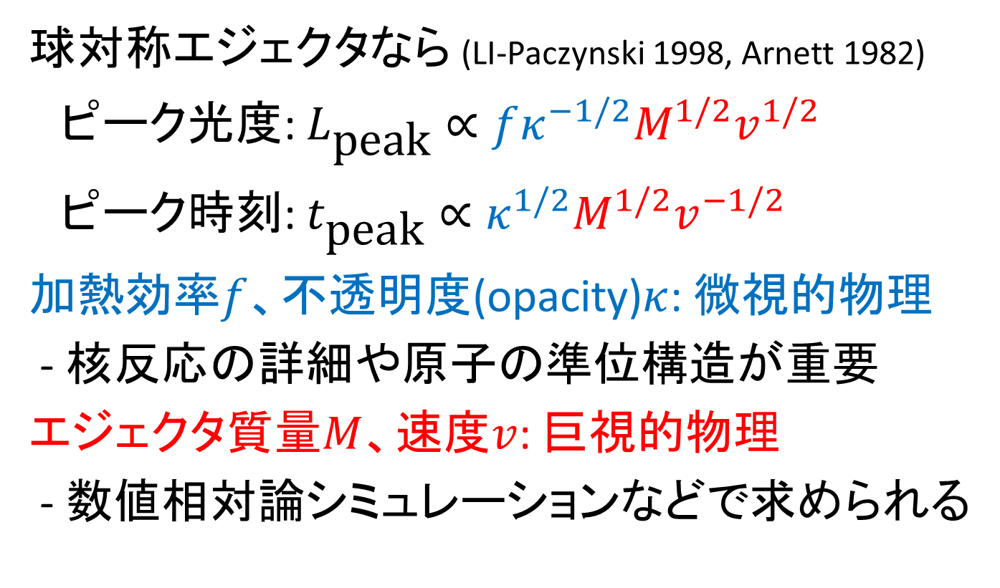 球対称エジェクタなら (LI-Paczynski 1998, Arnett 1982)
ピーク光度: $L_{\text{peak}} \propto f\kappa^{-1/2}M^{1/2}v^{1/2}$
ピーク時刻: $t_{\text{peak}} \propto \kappa^{1/2}M^{1/2}v^{-1/2}$
加熱効率$f$、不透明度(opacity)$\kappa$: 微視的物理
- 核反応の詳細や原子の準位構造が重要
エジェクタ質量$M$、速度$v$: 巨視的物理
- 数値相対論シミュレーションなどで求められる